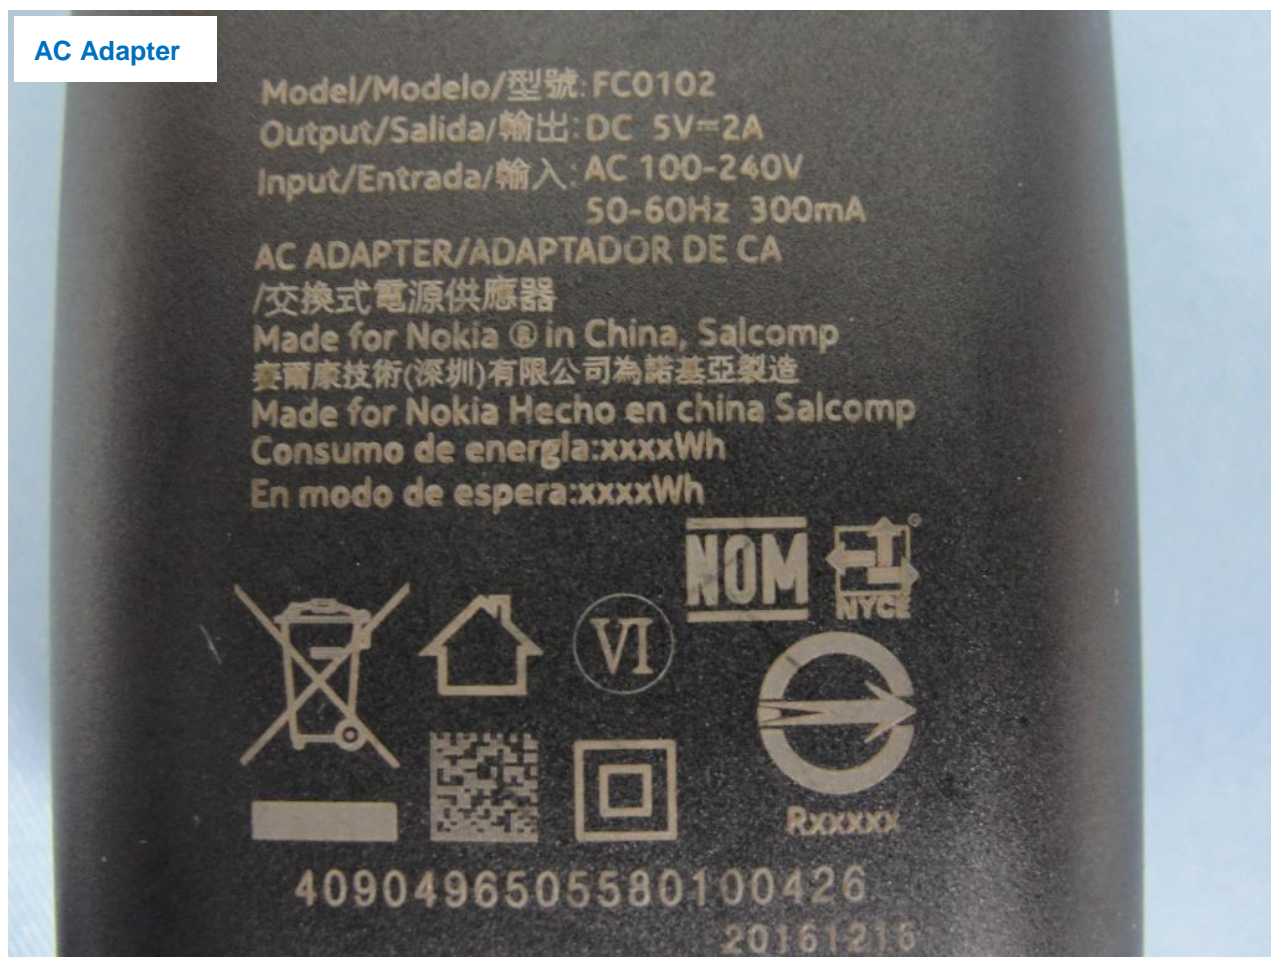 AC Adapter
Model/Modelo/型號: FC0102
Output/Salida/輸出: DC 5V⎓2A
Input/Entrada/輸入: AC 100-240V
50-60Hz 300mA
AC ADAPTER/ADAPTADOR DE CA
/交換式電源供應器
Made for Nokia ® in China, Salcomp
賽爾康技術(深圳)有限公司為諾基亞製造
Made for Nokia Hecho en china Salcomp
Consumo de energía:xxxxWh
En modo de espera:xxxxWh
NOM
NYCE
VI
Rxxxxx
4090496505580100426
20161216